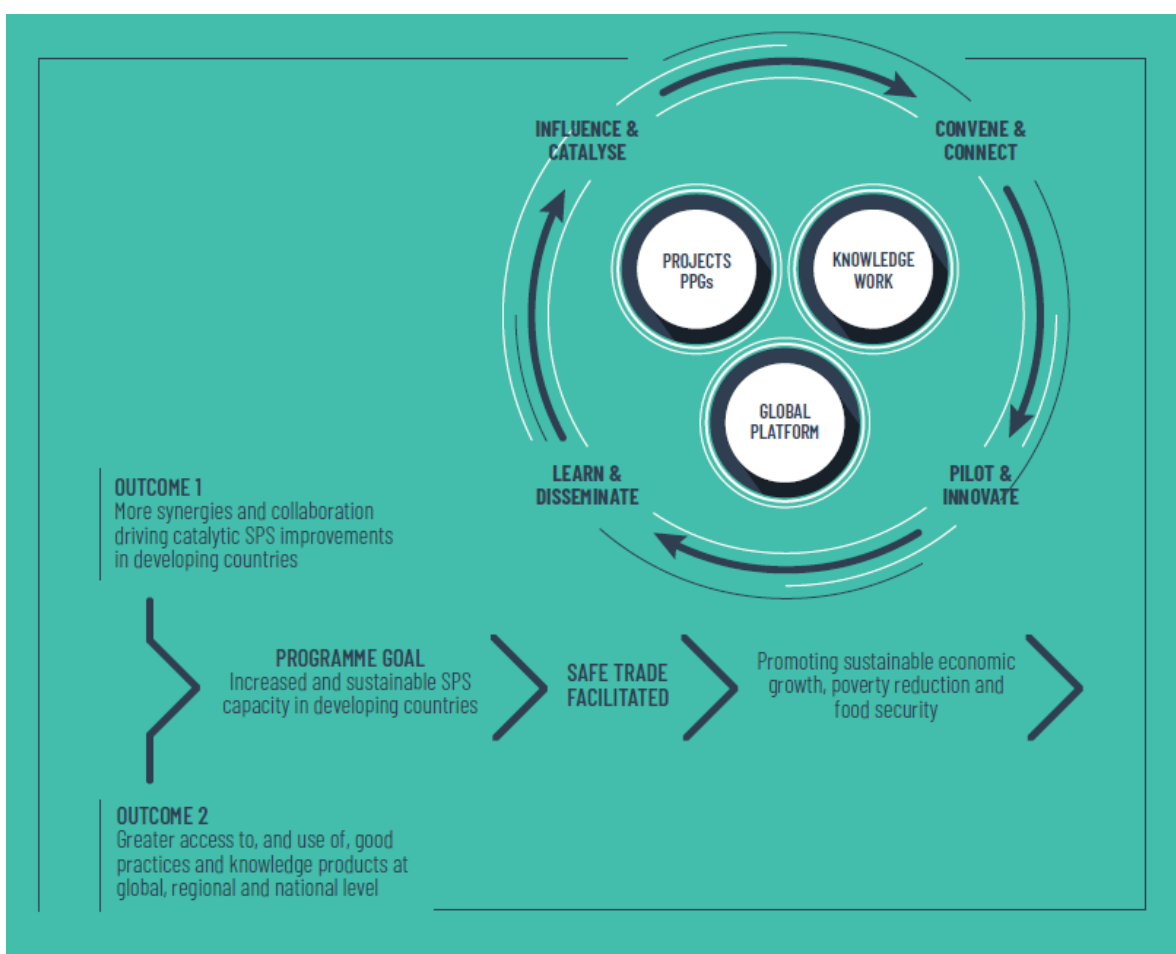 INFLUENCE &
CATALYSE
CONVENE &
CONNECT
PROJECTS
PPGs
KNOWLEDGE
WORK
GLOBAL
PLATFORM
LEARN &
DISSEMINATE
PILOT &
INNOVATE
OUTCOME 1
More synergies and collaboration
driving catalytic SPS improvements
in developing countries
PROGRAMME GOAL
Increased and sustainable SPS
capacity in developing countries
SAFE TRADE
FACILITATED
Promoting sustainable economic
growth, poverty reduction and
food security
OUTCOME 2
Greater access to, and use of, good
practices and knowledge products at
global, regional and national level